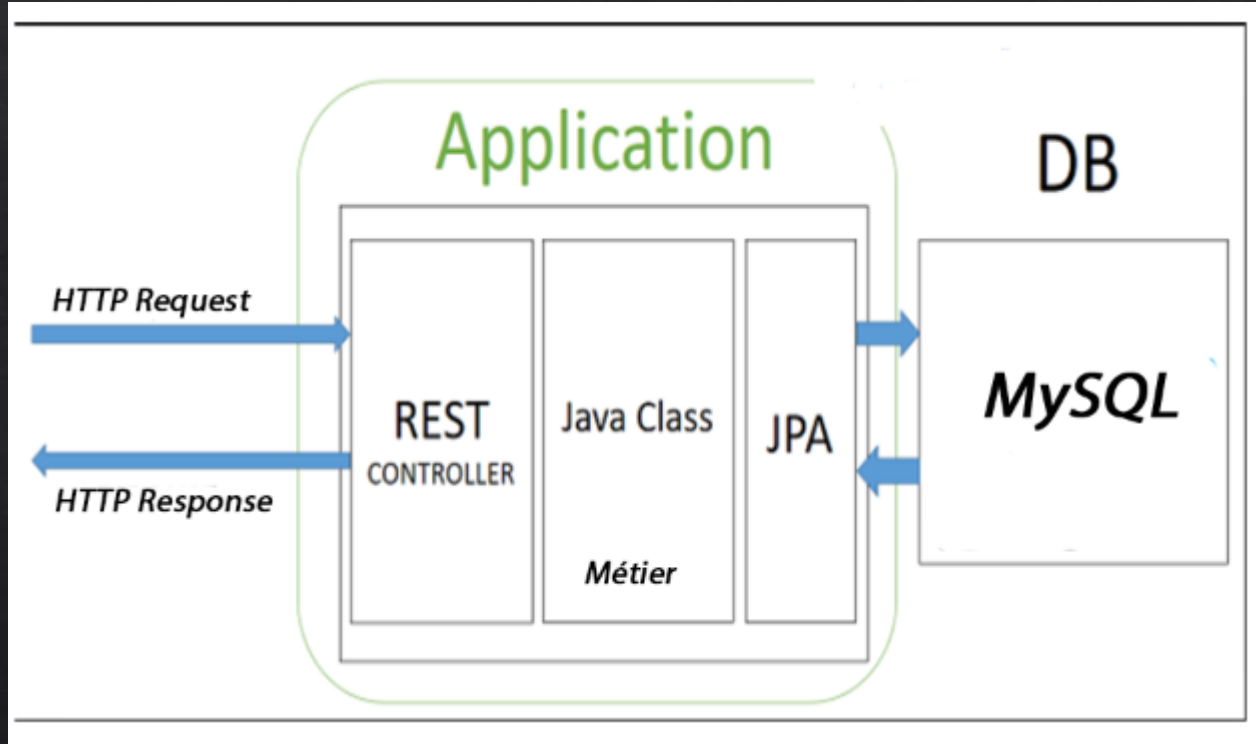 Application
DB
HTTP Request
REST
CONTROLLER
HTTP Response
Java Class
Métier
JPA
MySQL